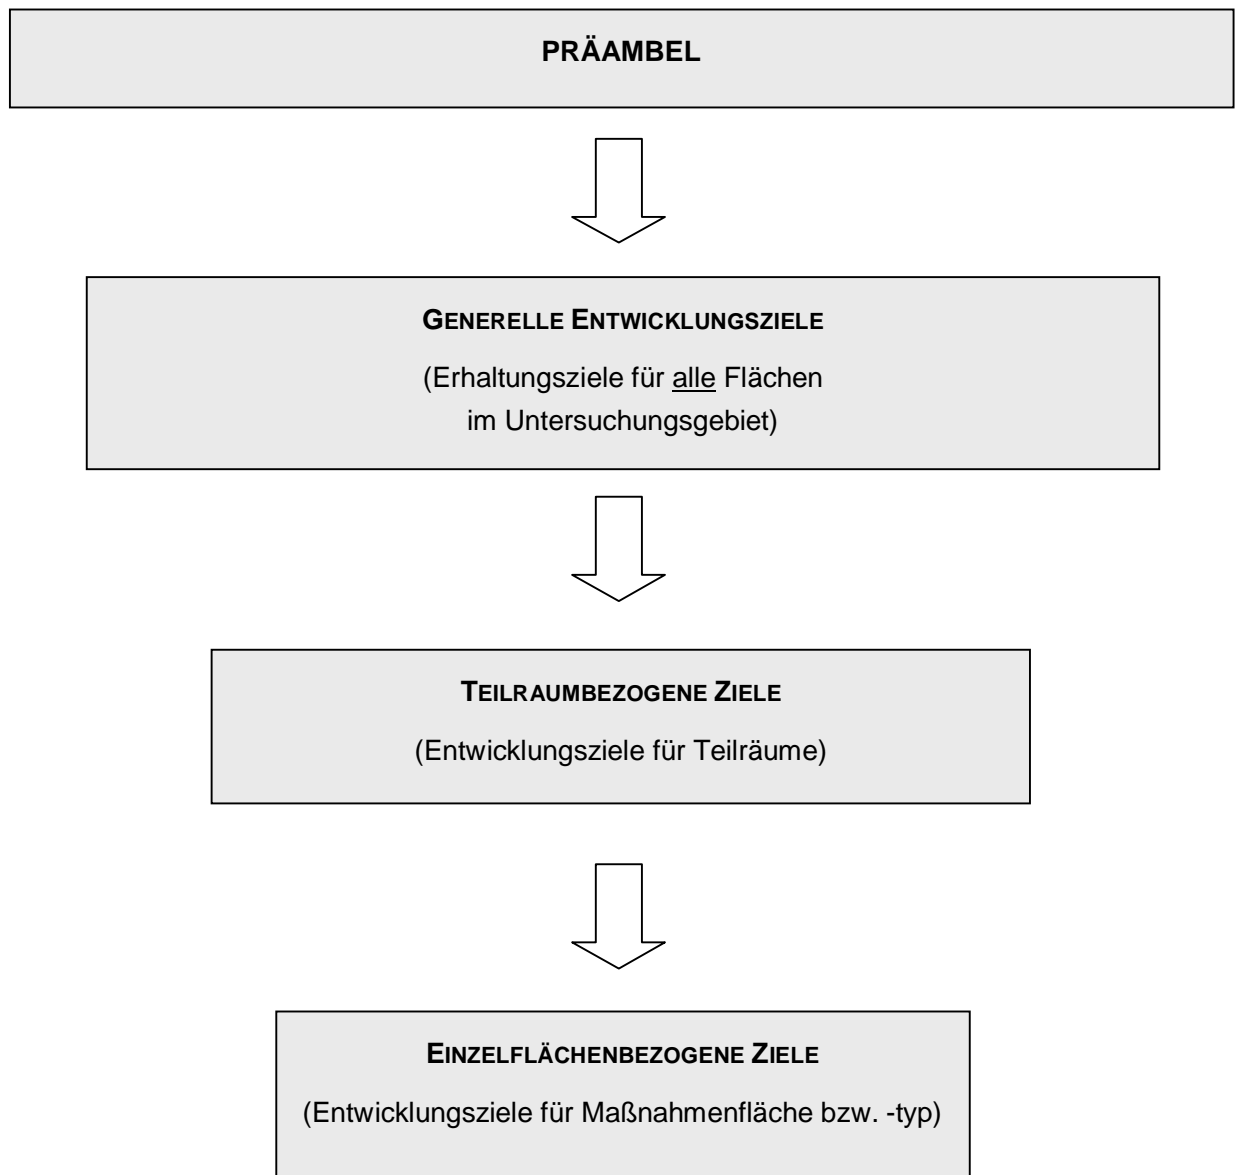 PRÄAMBEL
GENERELLE ENTWICKLUNGSZIELE
(Erhaltungsziele für alle Flächen
im Untersuchungsgebiet)
TEILRAUMBEZOGENE ZIELE
(Entwicklungsziele für Teilräume)
EINZELFLÄCHENBEZOGENE ZIELE
(Entwicklungsziele für Maßnahmenfläche bzw. -typ)